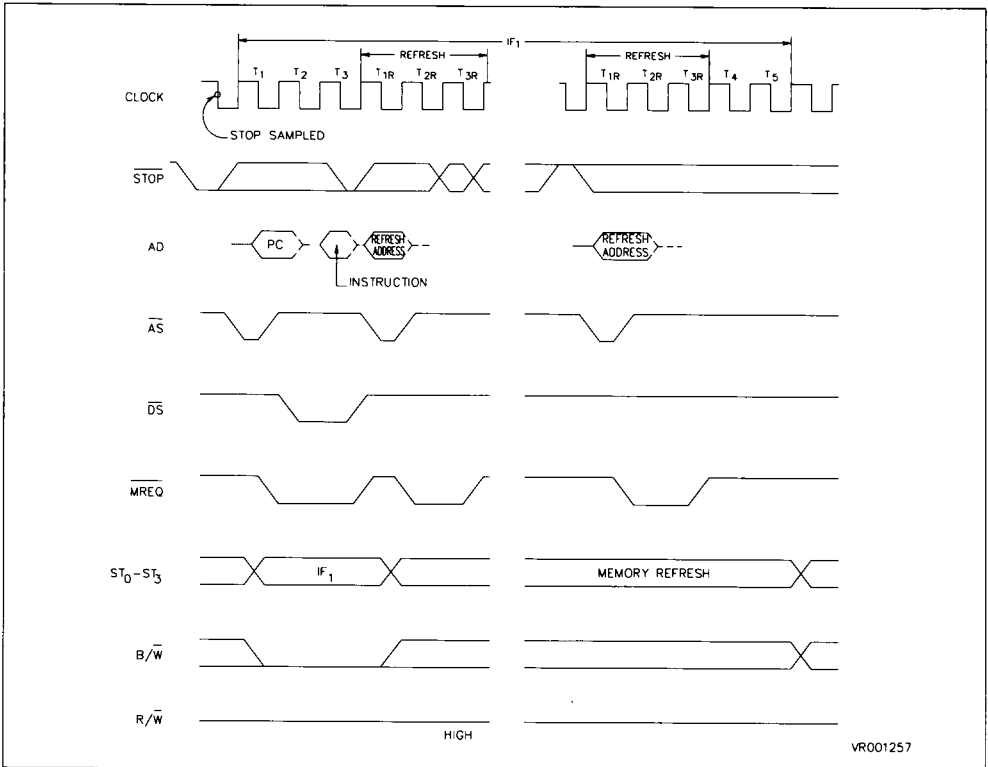 IF1
REFRESH REFRESH
T1 T2 T3 T1R T2R T3R T1R T2R T3R T4 T5
CLOCK
STOP SAMPLED
STOP
AD PC REFRESH ADDRESS REFRESH ADDRESS
INSTRUCTION
AS
DS
MREQ
ST0-ST3 IF1 MEMORY REFRESH
B/W
R/W
HIGH
VR001257